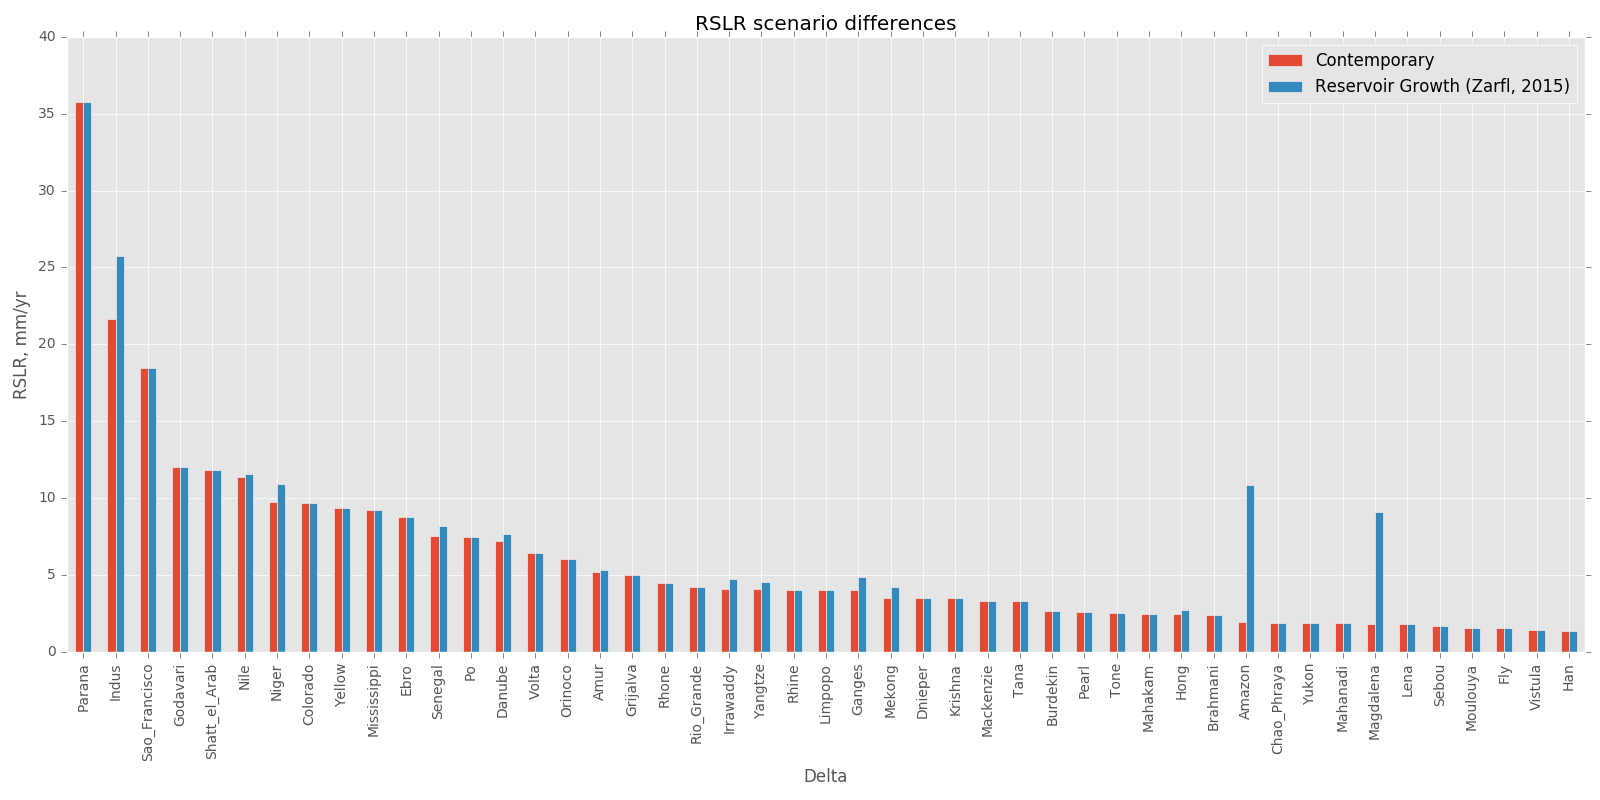 RSLR scenario differences
Contemporary
Reservoir Growth (Zarfl, 2015)
RSLR, mm/yr
40
35
30
25
20
15
10
5
0
Parana
Indus
Sao_Francisco
Godavari
Shatt_el_Arab
Nile
Niger
Colorado
Yellow
Mississippi
Ebro
Senegal
Po
Danube
Volta
Orinoco
Amur
Grijalva
Rhone
Rio_Grande
Irrawaddy
Yangtze
Rhine
Limpopo
Ganges
Mekong
Dnieper
Krishna
Mackenzie
Tana
Burdekin
Pearl
Tone
Mahakam
Hong
Brahmani
Amazon
Chao_Phraya
Yukon
Mahanadi
Magdalena
Lena
Sebou
Moulouya
Fly
Vistula
Han
Delta